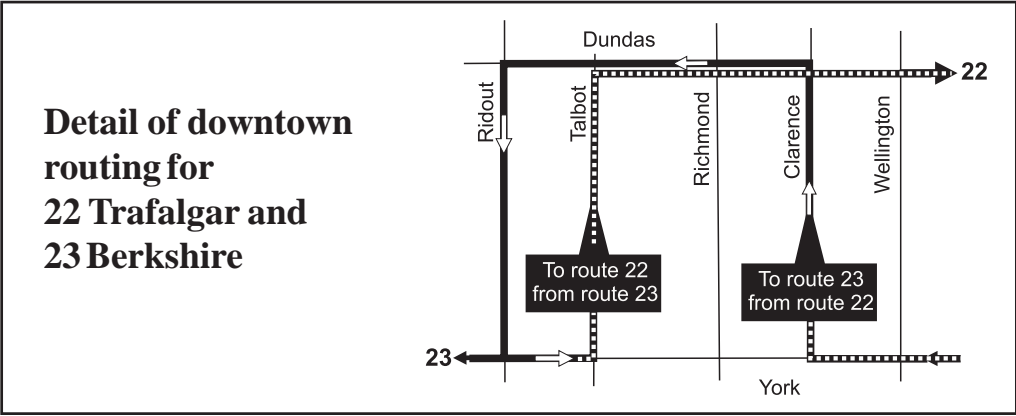 Detail of downtown
routing for
22 Trafalgar and
23 Berkshire
Dundas
22
Ridout
Talbot
Richmond
Clarence
Wellington
To route 22
from route 23
To route 23
from route 22
23
York